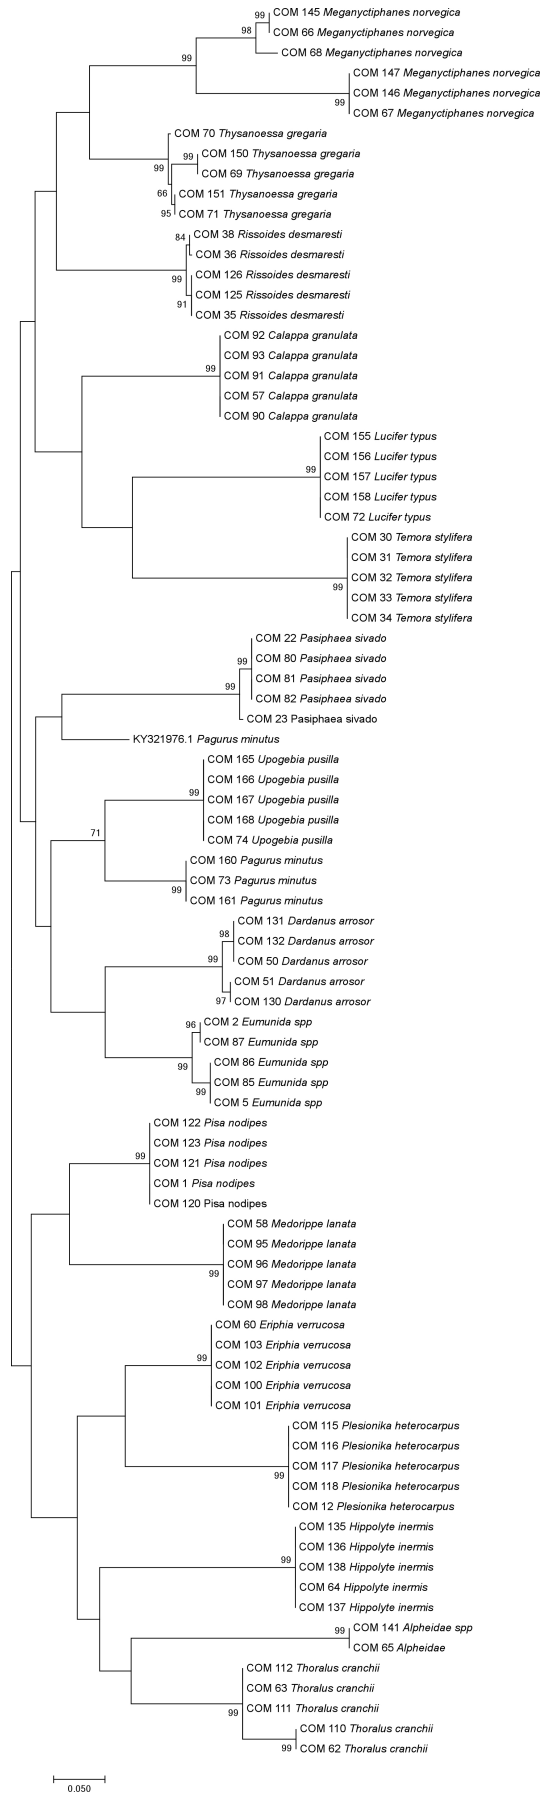 COM 145 Meganyctiphanes norvegica
99
COM 66 Meganyctiphanes norvegica
98
COM 68 Meganyctiphanes norvegica
99
COM 147 Meganyctiphanes norvegica
COM 146 Meganyctiphanes norvegica
99
COM 67 Meganyctiphanes norvegica
COM 70 Thysanoessa gregaria
COM 150 Thysanoessa gregaria
99
99
COM 69 Thysanoessa gregaria
66
COM 151 Thysanoessa gregaria
95
COM 71 Thysanoessa gregaria
COM 38 Rissoides desmaresti
84
COM 36 Rissoides desmaresti
99
COM 126 Rissoides desmaresti
COM 125 Rissoides desmaresti
91
COM 35 Rissoides desmaresti
COM 92 Calappa granulata
COM 93 Calappa granulata
99
COM 91 Calappa granulata
COM 57 Calappa granulata
COM 90 Calappa granulata
COM 155 Lucifer typus
COM 156 Lucifer typus
99
COM 157 Lucifer typus
COM 158 Lucifer typus
COM 72 Lucifer typus
COM 30 Temora stylifera
COM 31 Temora stylifera
COM 32 Temora stylifera
99
COM 33 Temora stylifera
COM 34 Temora stylifera
COM 22 Pasiphaea sivado
99
COM 80 Pasiphaea sivado
COM 81 Pasiphaea sivado
99
COM 82 Pasiphaea sivado
COM 23 Pasiphaea sivado
KY321976.1 Pagurus minutus
COM 165 Upogebia pusilla
COM 166 Upogebia pusilla
99
COM 167 Upogebia pusilla
COM 168 Upogebia pusilla
71
COM 74 Upogebia pusilla
COM 160 Pagurus minutus
COM 73 Pagurus minutus
99
COM 161 Pagurus minutus
COM 131 Dardanus arrosor
98
COM 132 Dardanus arrosor
99
COM 50 Dardanus arrosor
COM 51 Dardanus arrosor
97
COM 130 Dardanus arrosor
COM 2 Eumunida spp
96
COM 87 Eumunida spp
99
COM 86 Eumunida spp
COM 85 Eumunida spp
99
COM 5 Eumunida spp
COM 122 Pisa nodipes
COM 123 Pisa nodipes
99
COM 121 Pisa nodipes
COM 1 Pisa nodipes
COM 120 Pisa nodipes
COM 58 Medorippe lanata
COM 95 Medorippe lanata
COM 96 Medorippe lanata
99
COM 97 Medorippe lanata
COM 98 Medorippe lanata
COM 60 Eriphia verrucosa
COM 103 Eriphia verrucosa
99
COM 102 Eriphia verrucosa
COM 100 Eriphia verrucosa
COM 101 Eriphia verrucosa
COM 115 Plesionika heterocarpus
COM 116 Plesionika heterocarpus
COM 117 Plesionika heterocarpus
99
COM 118 Plesionika heterocarpus
COM 12 Plesionika heterocarpus
COM 135 Hippolyte inermis
COM 136 Hippolyte inermis
99
COM 138 Hippolyte inermis
COM 64 Hippolyte inermis
COM 137 Hippolyte inermis
COM 141 Alpheidae spp
99
COM 65 Alpheidae
COM 112 Thoralus cranchii
COM 63 Thoralus cranchii
COM 111 Thoralus cranchii
99
COM 110 Thoralus cranchii
99
COM 62 Thoralus cranchii
0.050